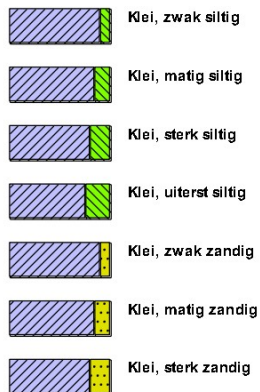 Klei, zwak siltig
Klei, matig siltig
Klei, sterk siltig
Klei, uiterst siltig
Klei, zwak zandig
Klei, matig zandig
Klei, sterk zandig